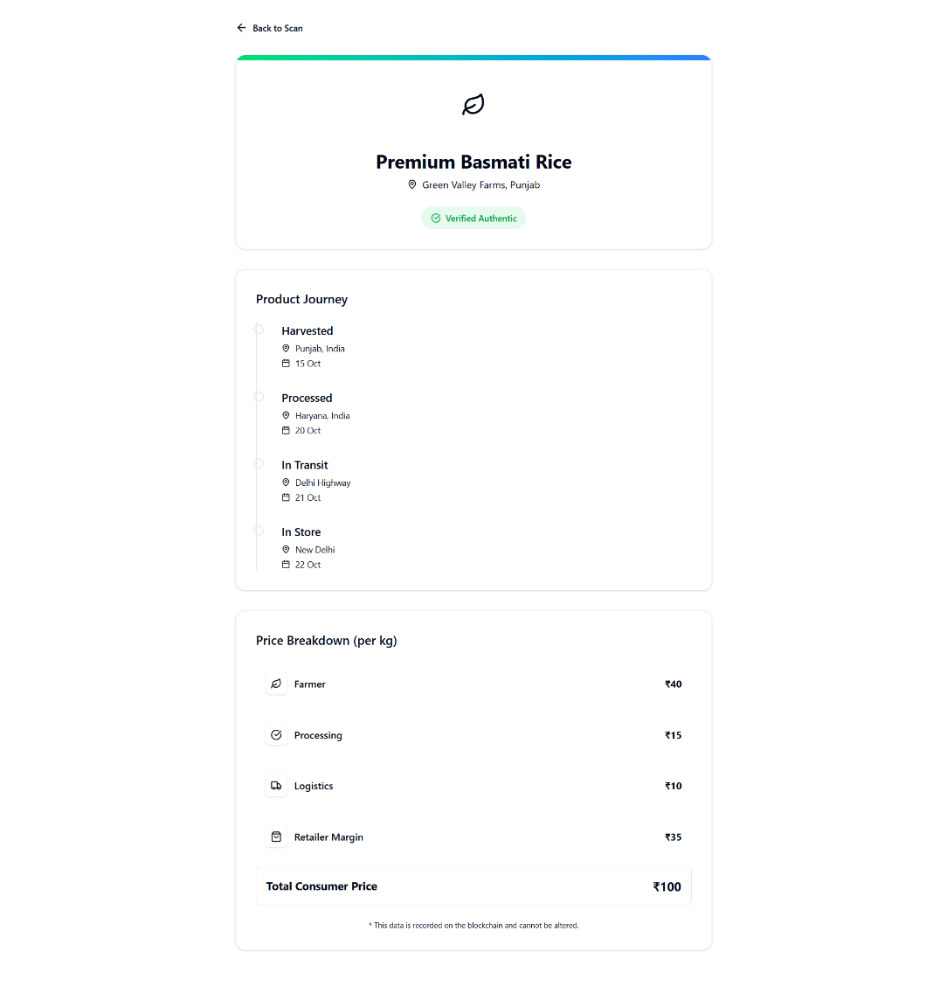 Back to Scan
Premium Basmati Rice
Green Valley Farms, Punjab
Verified Authentic
Product Journey
Harvested
Punjab, India
15 Oct
Processed
Haryana, India
20 Oct
In Transit
Delhi Highway
21 Oct
In Store
New Delhi
22 Oct
Price Breakdown (per kg)
Farmer ₹40
Processing ₹15
Logistics ₹10
Retailer Margin ₹35
Total Consumer Price ₹100
* This data is recorded on the blockchain and cannot be altered.